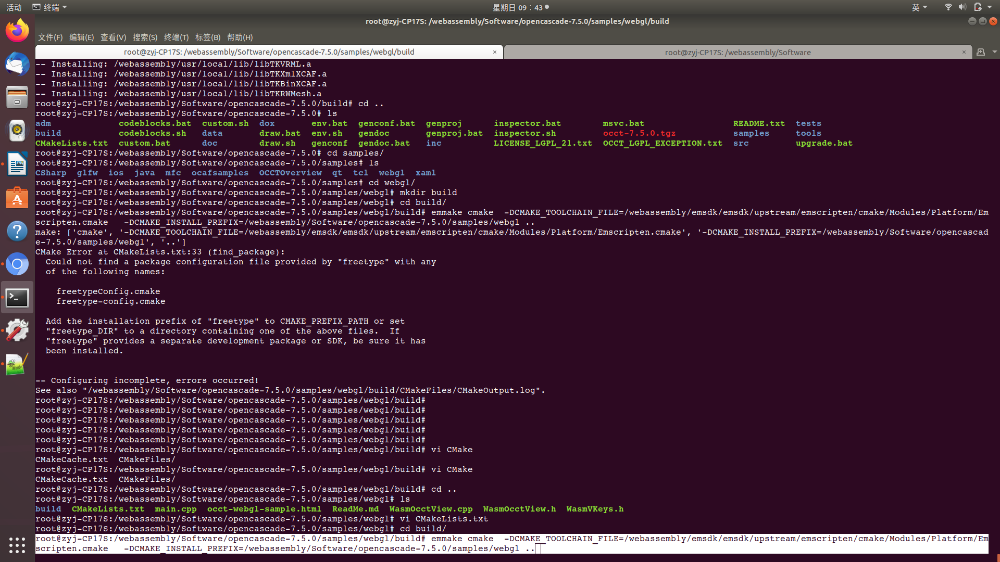 活动 终端 星期日 09：43 英
root@zyj-CP17S: /webassembly/Software/opencascade-7.5.0/samples/webgl/build
文件(F) 编辑(E) 查看(V) 搜索(S) 终端(T) 标签(B) 帮助(H)
root@zyj-CP17S: /webassembly/Software/opencascade-7.5.0/samples/webgl/build × root@zyj-CP17S: /webassembly/Software ×
-- Installing: /webassembly/usr/local/lib/libTKVRML.a
-- Installing: /webassembly/usr/local/lib/libTKXmlXCAF.a
-- Installing: /webassembly/usr/local/lib/libTKBinXCAF.a
-- Installing: /webassembly/usr/local/lib/libTKRWMesh.a
root@zyj-CP17S:/webassembly/Software/opencascade-7.5.0/build# cd ..
root@zyj-CP17S:/webassembly/Software/opencascade-7.5.0# ls
adm codeblocks.bat custom.sh dox env.bat genconf.bat genproj inspector.bat msvc.bat README.txt tests
build codeblocks.sh data draw.bat env.sh gendoc genproj.bat inspector.sh occt-7.5.0.tgz samples tools
CMakeLists.txt custom.bat doc draw.sh genconf gendoc.bat inc LICENSE_LGPL_21.txt OCCT_LGPL_EXCEPTION.txt src upgrade.bat
root@zyj-CP17S:/webassembly/Software/opencascade-7.5.0# cd samples/
root@zyj-CP17S:/webassembly/Software/opencascade-7.5.0/samples# ls
CSharp glfw ios java mfc ocafsamples OCCTOverview qt tcl webgl xaml
root@zyj-CP17S:/webassembly/Software/opencascade-7.5.0/samples# cd webgl/
root@zyj-CP17S:/webassembly/Software/opencascade-7.5.0/samples/webgl# mkdir build
root@zyj-CP17S:/webassembly/Software/opencascade-7.5.0/samples/webgl# cd build/
root@zyj-CP17S:/webassembly/Software/opencascade-7.5.0/samples/webgl/build# emmake cmake  -DCMAKE_TOOLCHAIN_FILE=/webassembly/emsdk/emsdk/upstream/emscripten/cmake/Modules/Platform/Em
scripten.cmake   -DCMAKE_INSTALL_PREFIX=/webassembly/Software/opencascade-7.5.0/samples/webgl ..
make: ['cmake', '-DCMAKE_TOOLCHAIN_FILE=/webassembly/emsdk/emsdk/upstream/emscripten/cmake/Modules/Platform/Emscripten.cmake', '-DCMAKE_INSTALL_PREFIX=/webassembly/Software/opencascad
e-7.5.0/samples/webgl', '..']
CMake Error at CMakeLists.txt:33 (find_package):
  Could not find a package configuration file provided by "freetype" with any
  of the following names:
    freetypeConfig.cmake
    freetype-config.cmake
  Add the installation prefix of "freetype" to CMAKE_PREFIX_PATH or set
  "freetype_DIR" to a directory containing one of the above files.  If
  "freetype" provides a separate development package or SDK, be sure it has
  been installed.
-- Configuring incomplete, errors occurred!
See also "/webassembly/Software/opencascade-7.5.0/samples/webgl/build/CMakeFiles/CMakeOutput.log".
root@zyj-CP17S:/webassembly/Software/opencascade-7.5.0/samples/webgl/build#
root@zyj-CP17S:/webassembly/Software/opencascade-7.5.0/samples/webgl/build#
root@zyj-CP17S:/webassembly/Software/opencascade-7.5.0/samples/webgl/build#
root@zyj-CP17S:/webassembly/Software/opencascade-7.5.0/samples/webgl/build#
root@zyj-CP17S:/webassembly/Software/opencascade-7.5.0/samples/webgl/build#
root@zyj-CP17S:/webassembly/Software/opencascade-7.5.0/samples/webgl/build# vi CMake
CMakeCache.txt  CMakeFiles/
root@zyj-CP17S:/webassembly/Software/opencascade-7.5.0/samples/webgl/build# vi CMake
CMakeCache.txt  CMakeFiles/
root@zyj-CP17S:/webassembly/Software/opencascade-7.5.0/samples/webgl/build# cd ..
root@zyj-CP17S:/webassembly/Software/opencascade-7.5.0/samples/webgl# ls
build  CMakeLists.txt  main.cpp  occt-webgl-sample.html  ReadMe.md  WasmOcctView.cpp  WasmOcctView.h  WasmVKeys.h
root@zyj-CP17S:/webassembly/Software/opencascade-7.5.0/samples/webgl# vi CMakeLists.txt
root@zyj-CP17S:/webassembly/Software/opencascade-7.5.0/samples/webgl# cd build/
root@zyj-CP17S:/webassembly/Software/opencascade-7.5.0/samples/webgl/build# emmake cmake  -DCMAKE_TOOLCHAIN_FILE=/webassembly/emsdk/emsdk/upstream/emscripten/cmake/Modules/Platform/Em
scripten.cmake   -DCMAKE_INSTALL_PREFIX=/webassembly/Software/opencascade-7.5.0/samples/webgl ..